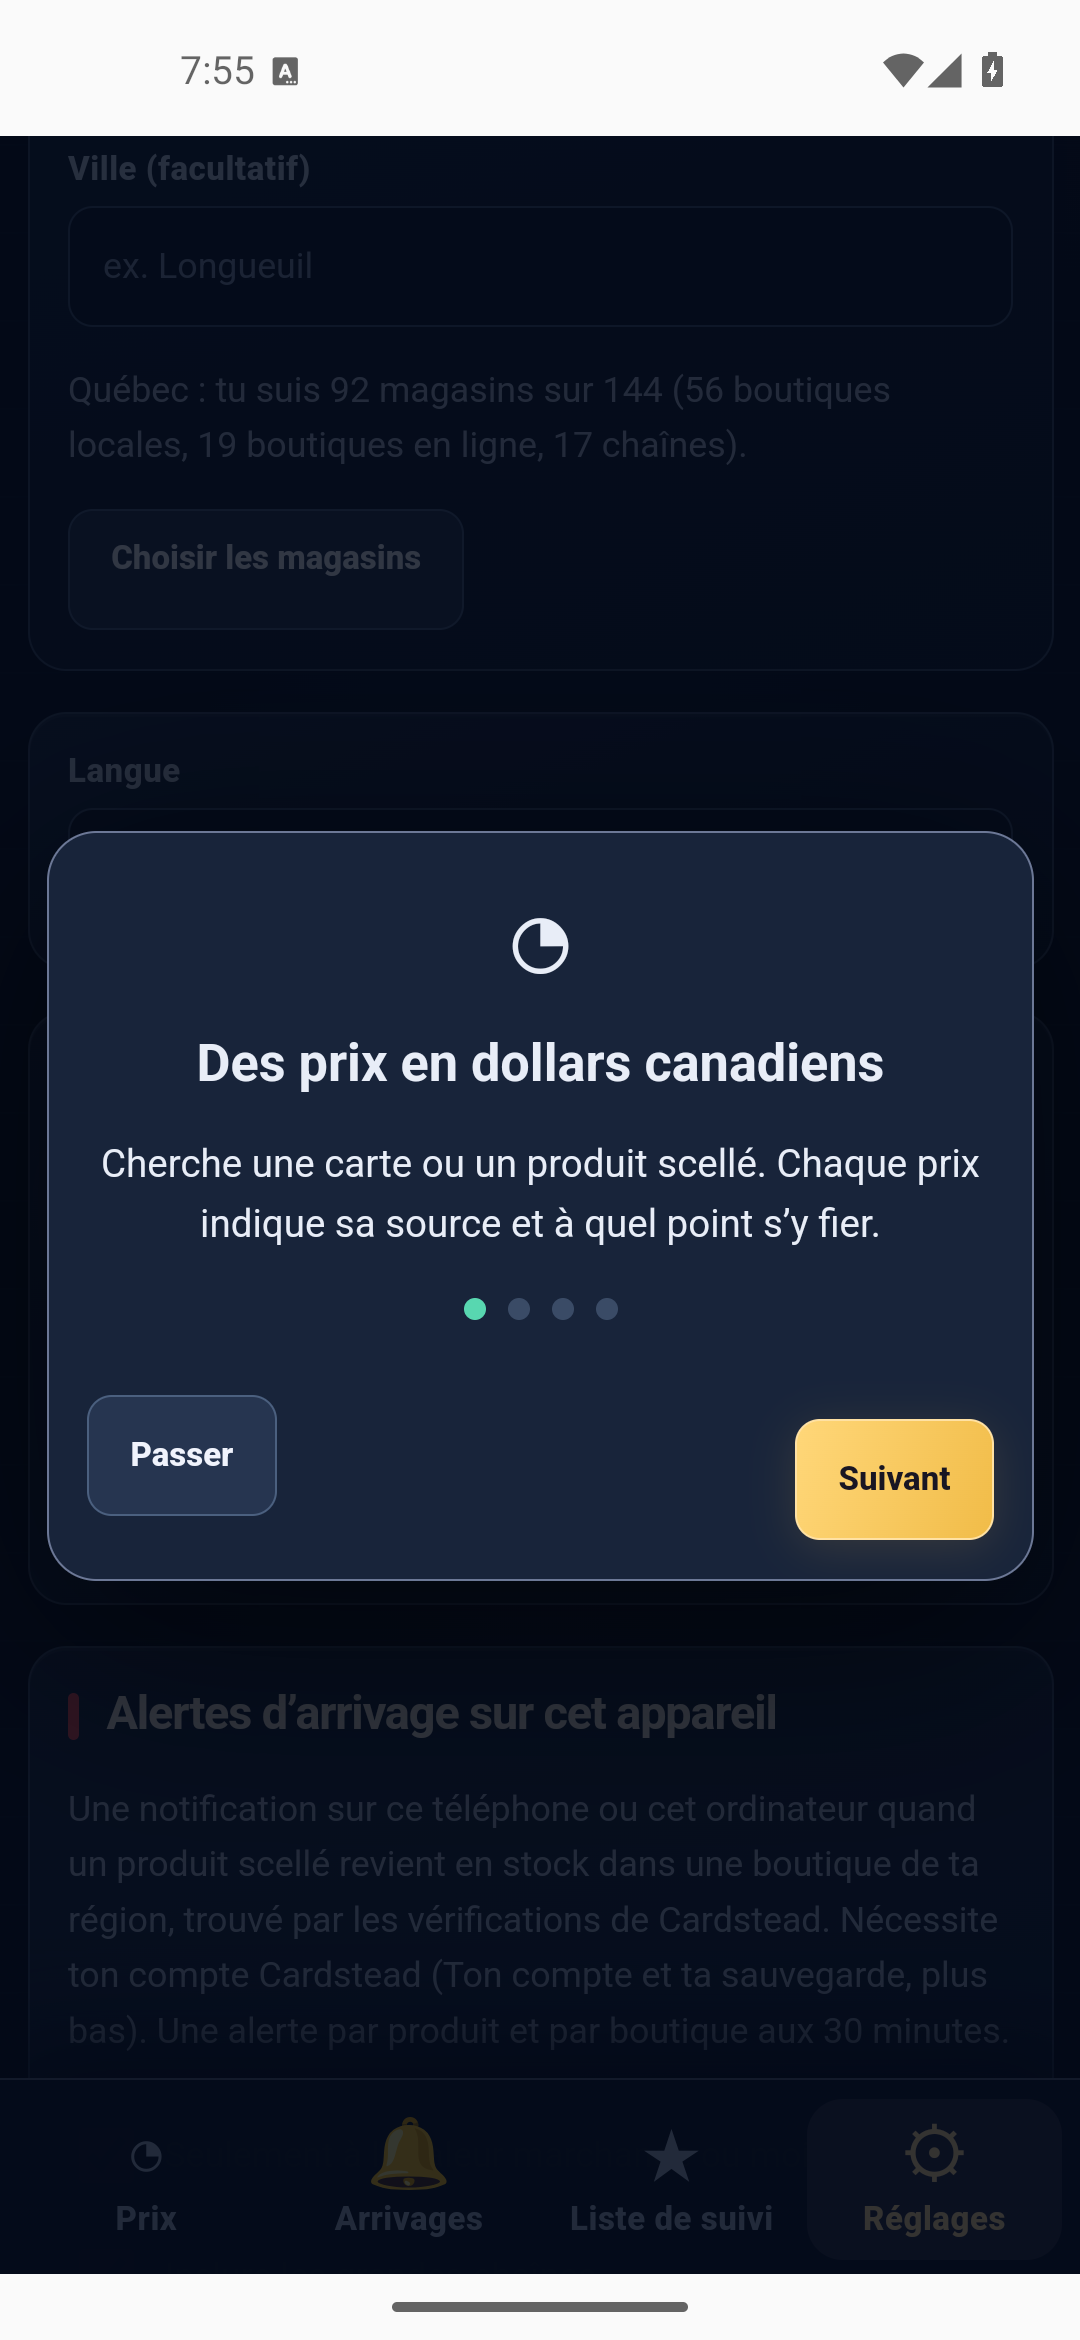 7:55
Ville (facultatif)
ex. Longueuil
Québec : tu suis 92 magasins sur 144 (56 boutiques
locales, 19 boutiques en ligne, 17 chaînes).
Choisir les magasins
Langue
Des prix en dollars canadiens
Cherche une carte ou un produit scellé. Chaque prix
indique sa source et à quel point s’y fier.
Passer
Suivant
Alertes d’arrivage sur cet appareil
Une notification sur ce téléphone ou cet ordinateur quand
un produit scellé revient en stock dans une boutique de ta
région, trouvé par les vérifications de Cardstead. Nécessite
ton compte Cardstead (Ton compte et ta sauvegarde, plus
bas). Une alerte par produit et par boutique aux 30 minutes.
Prix
Arrivages
Liste de suivi
Réglages